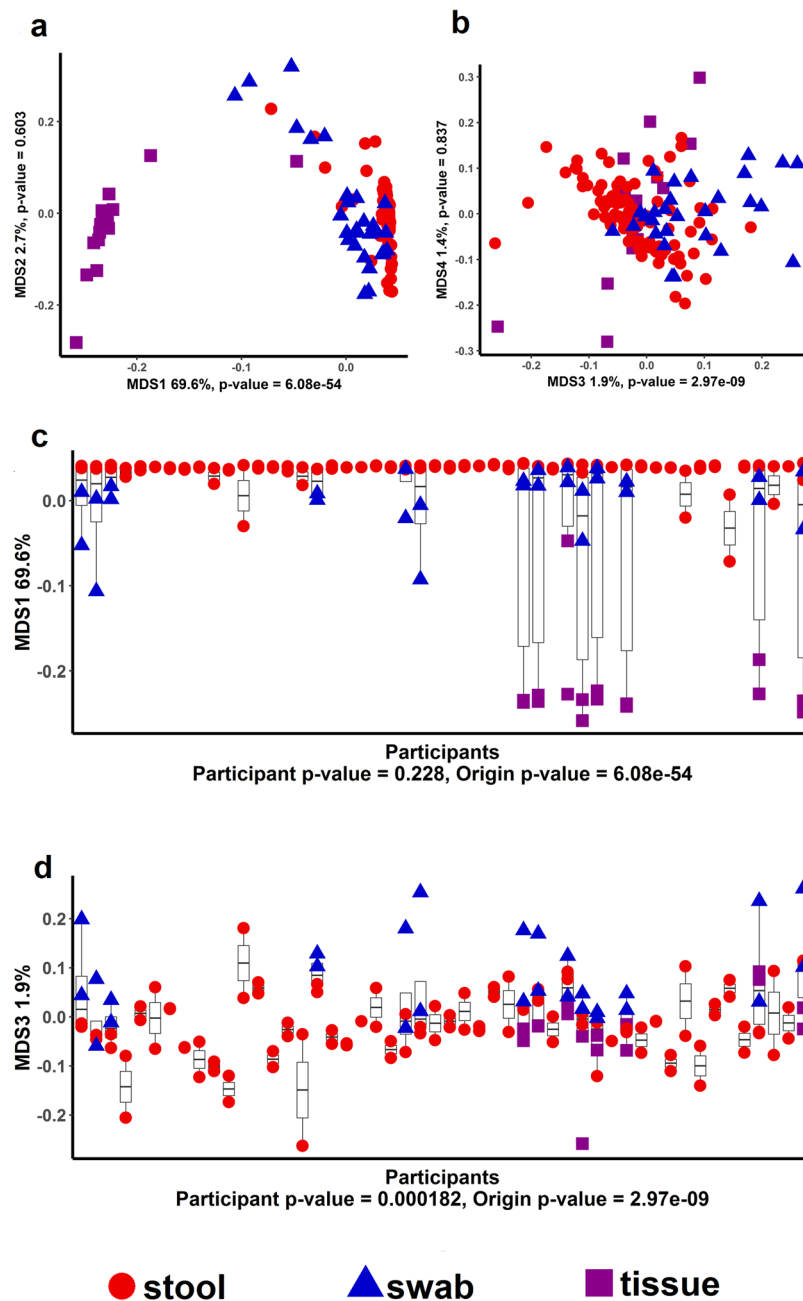 a
b
0.2
0.0
-0.2
MDS2 2.7%, p-value = 0.603
-0.2
-0.1
0.0
MDS1 69.6%, p-value = 6.08e-54
0.3
0.2
0.1
0.0
-0.1
-0.2
-0.3
MDS4 1.4%, p-value = 0.837
-0.2
-0.1
0.0
0.1
0.2
MDS3 1.9%, p-value = 2.97e-09
c
0.0
-0.1
-0.2
MDS1 69.6%
Participants
Participant p-value = 0.228, Origin p-value = 6.08e-54
d
0.2
0.1
0.0
-0.1
-0.2
MDS3 1.9%
Participants
Participant p-value = 0.000182, Origin p-value = 2.97e-09
stool swab tissue